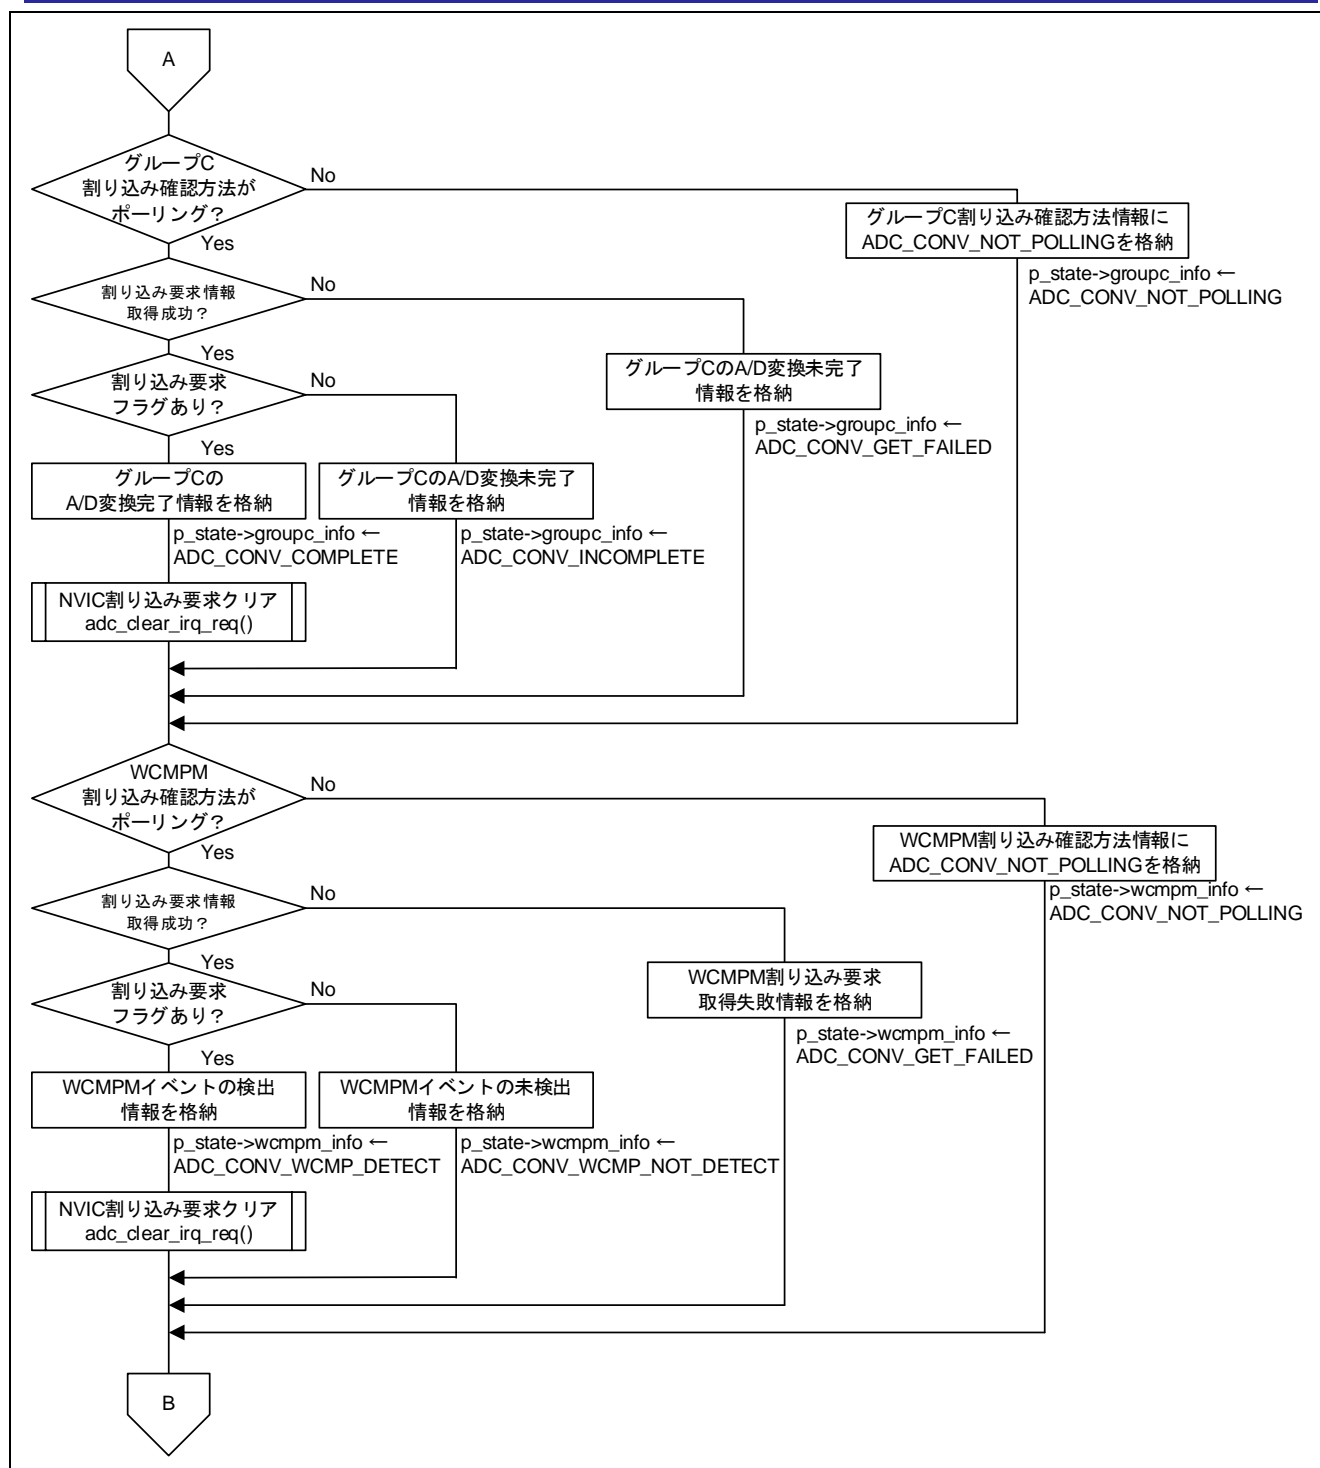 A
グループC
割り込み確認方法が
ポーリング?
No
Yes
グループC割り込み確認方法情報に
ADC_CONV_NOT_POLLINGを格納
p_state->groupc_info ←
ADC_CONV_NOT_POLLING
割り込み要求情報
取得成功?
No
Yes
グループCのA/D変換未完了
情報を格納
p_state->groupc_info ←
ADC_CONV_GET_FAILED
割り込み要求
フラグあり?
No
Yes
グループCの
A/D変換完了情報を格納
p_state->groupc_info ←
ADC_CONV_COMPLETE
グループCのA/D変換未完了
情報を格納
p_state->groupc_info ←
ADC_CONV_INCOMPLETE
NVIC割り込み要求クリア
adc_clear_irq_req()
WCMPM
割り込み確認方法が
ポーリング?
No
Yes
WCMPM割り込み確認方法情報に
ADC_CONV_NOT_POLLINGを格納
p_state->wcmpm_info ←
ADC_CONV_NOT_POLLING
割り込み要求情報
取得成功?
No
Yes
WCMPM割り込み要求
取得失敗情報を格納
p_state->wcmpm_info ←
ADC_CONV_GET_FAILED
割り込み要求
フラグあり?
No
Yes
WCMPMイベントの検出
情報を格納
p_state->wcmpm_info ←
ADC_CONV_WCMP_DETECT
WCMPMイベントの未検出
情報を格納
p_state->wcmpm_info ←
ADC_CONV_WCMP_NOT_DETECT
NVIC割り込み要求クリア
adc_clear_irq_req()
B